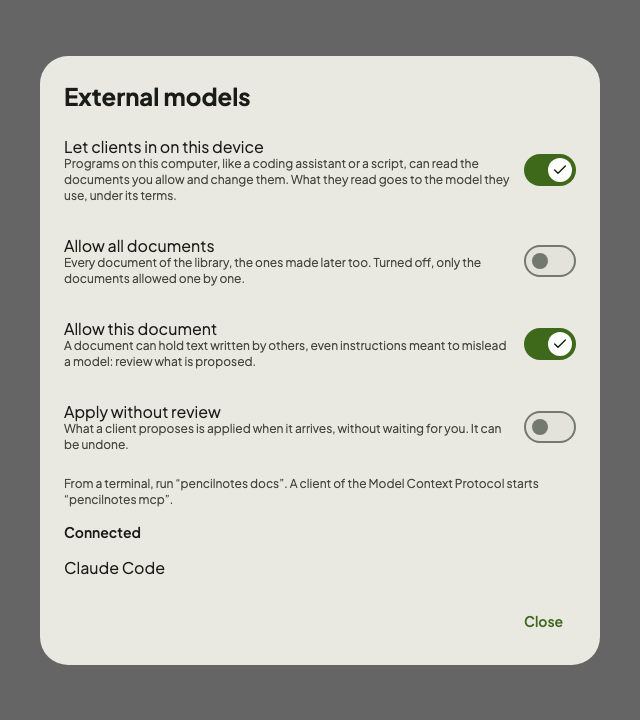 External models
Let clients in on this device
Programs on this computer, like a coding assistant or a script, can read the
documents you allow and change them. What they read goes to the model they
use, under its terms.
Allow all documents
Every document of the library, the ones made later too. Turned off, only the
documents allowed one by one.
Allow this document
A document can hold text written by others, even instructions meant to mislead
a model: review what is proposed.
Apply without review
What a client proposes is applied when it arrives, without waiting for you. It can
be undone.
From a terminal, run “pencilnotes docs”. A client of the Model Context Protocol starts
“pencilnotes mcp”.
Connected
Claude Code
Close